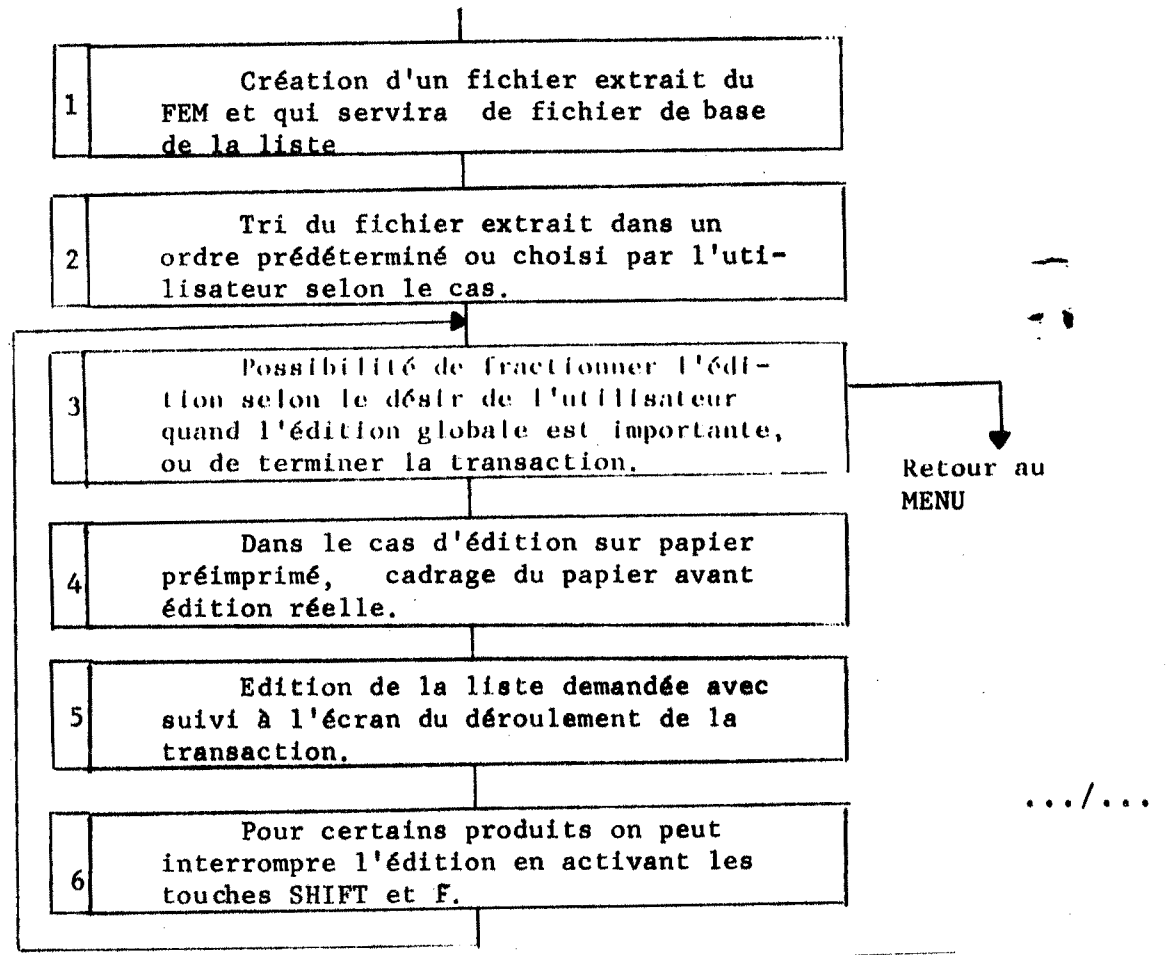 1
Création d'un fichier extrait du
FEM et qui servira de fichier de base
de la liste
2
Tri du fichier extrait dans un
ordre prédéterminé ou choisi par l'uti-
lisateur selon le cas.
3
Possibilité de fractionner l'édi-
tion selon le désir de l'utilisateur
quand l'édition globale est importante,
ou de terminer la transaction.
Retour au
MENU
4
Dans le cas d'édition sur papier
préimprimé, cadrage du papier avant
édition réelle.
5
Edition de la liste demandée avec
suivi à l'écran du déroulement de la
transaction.
.../...
6
Pour certains produits on peut
interrompre l'édition en activant les
touches SHIFT et F.